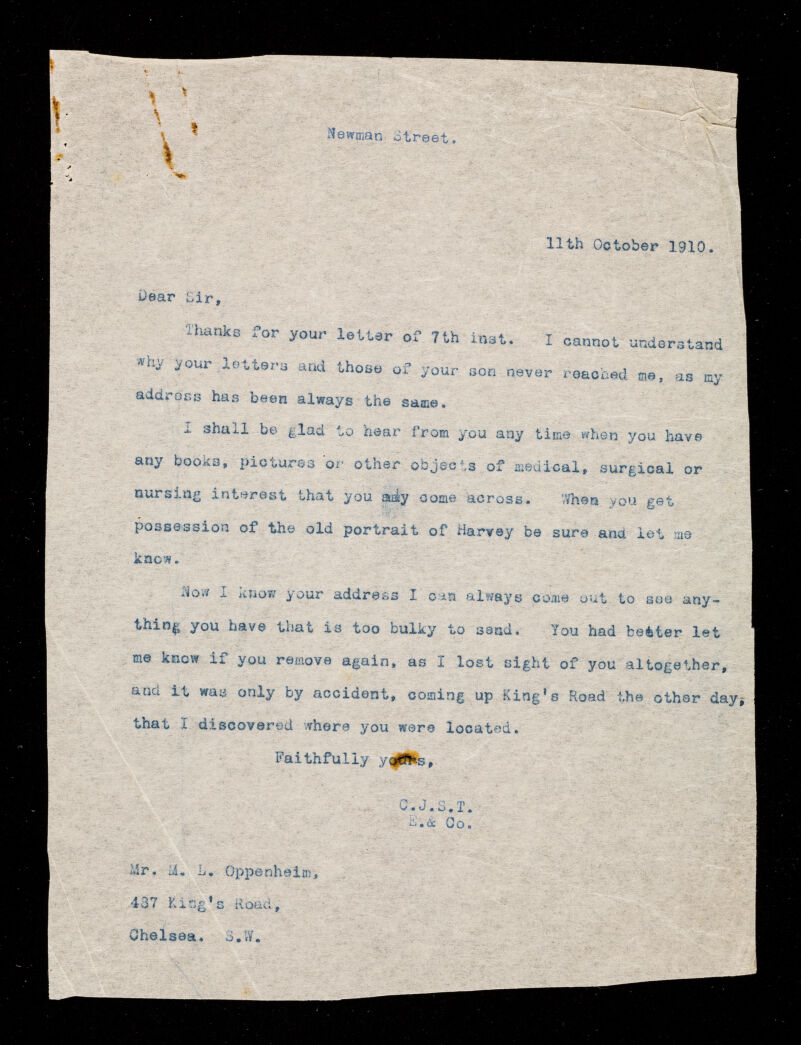 Newman Street.
11th October 1910.
Dear Sir,
Thanks for your letter of 7th inst. I cannot understand
why your letters and those of your son never reached me, as my
address has been always the same.
I shall be glad to hear from you any time when you have
any books, pictures or other objects of medical, surgical or
nursing interest that you may come across. When you get
possession of the old portrait of Harvey be sure and let me
know.
Now I know your address I can always come out to see any-
thing you have that is too bulky to send. You had better let
me know if you remove again, as I lost sight of you altogether,
and it was only by accident, coming up King's Road the other day,
that I discovered where you were located.
Faithfully yours,
C.J.S.T.
E.& Co.
Mr. M. L. Oppenheim,
437 King's Road,
Chelsea. S.W.